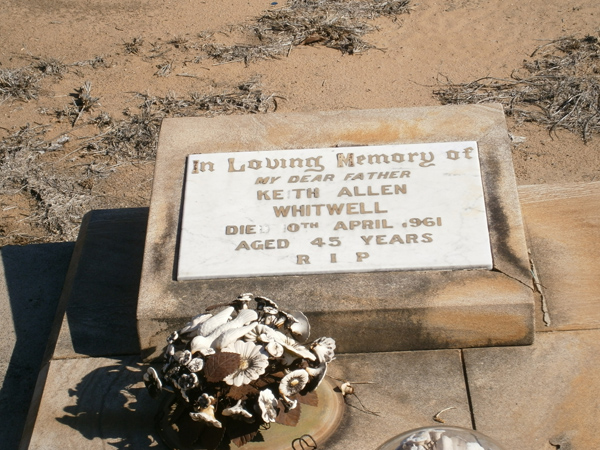 In Loving Memory of
MY DEAR FATHER
KEITH ALLEN
WHITWELL
DIED 10TH APRIL 1961
AGED 45 YEARS
R I P